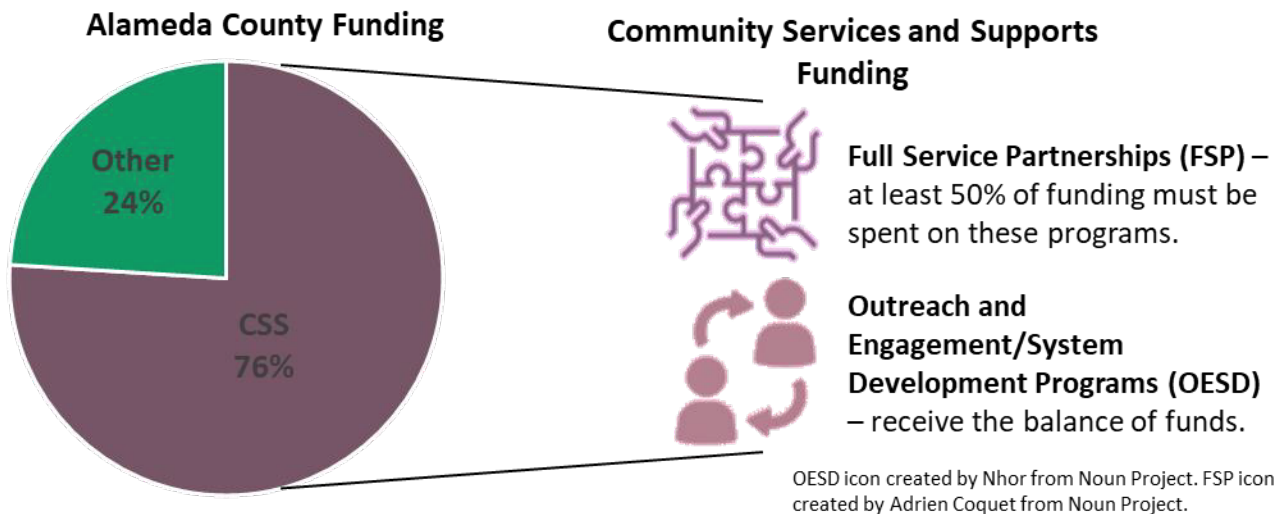 Alameda County Funding
Other
24%
CSS
76%
Community Services and Supports
Funding
Full Service Partnerships (FSP) –
at least 50% of funding must be
spent on these programs.
Outreach and
Engagement/System
Development Programs (OESD)
– receive the balance of funds.
OESD icon created by Nhor from Noun Project. FSP icon
created by Adrien Coquet from Noun Project.